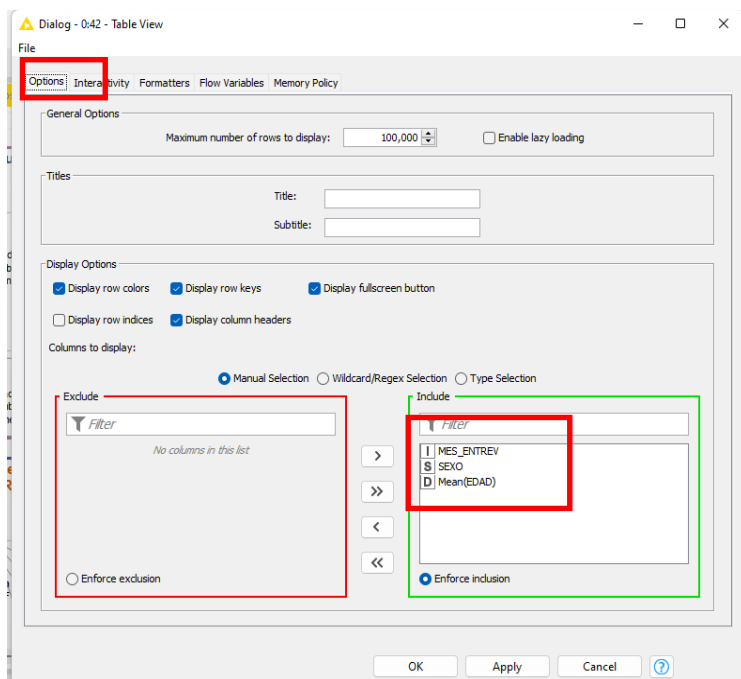 Dialog - 0:42 - Table View
File
Options Interactivity Formatters Flow Variables Memory Policy
General Options
Maximum number of rows to display: 100,000 Enable lazy loading
Titles
Title:
Subtitle:
Display Options
Display row colors Display row keys Display fullscreen button
Display row indices Display column headers
Columns to display:
Manual Selection Wildcard/Regex Selection Type Selection
Exclude Include
Filter Filter
No columns in this list
I MES_ENTREV
S SEXO
D Mean(EDAD)
>
>>
<
<<
Enforce exclusion Enforce inclusion
OK Apply Cancel ?